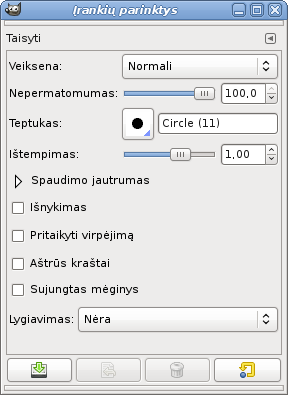 Įrankių parinktys
Taisyti
Veiksena: Normali
Nepermatomumas: 100,0
Teptukas: Circle (11)
Ištempimas: 1,00
Spaudimo jautrumas
Išnykimas
Pritaikyti virpėjimą
Aštrūs kraštai
Sujungtas mėginys
Lygiavimas: Nėra